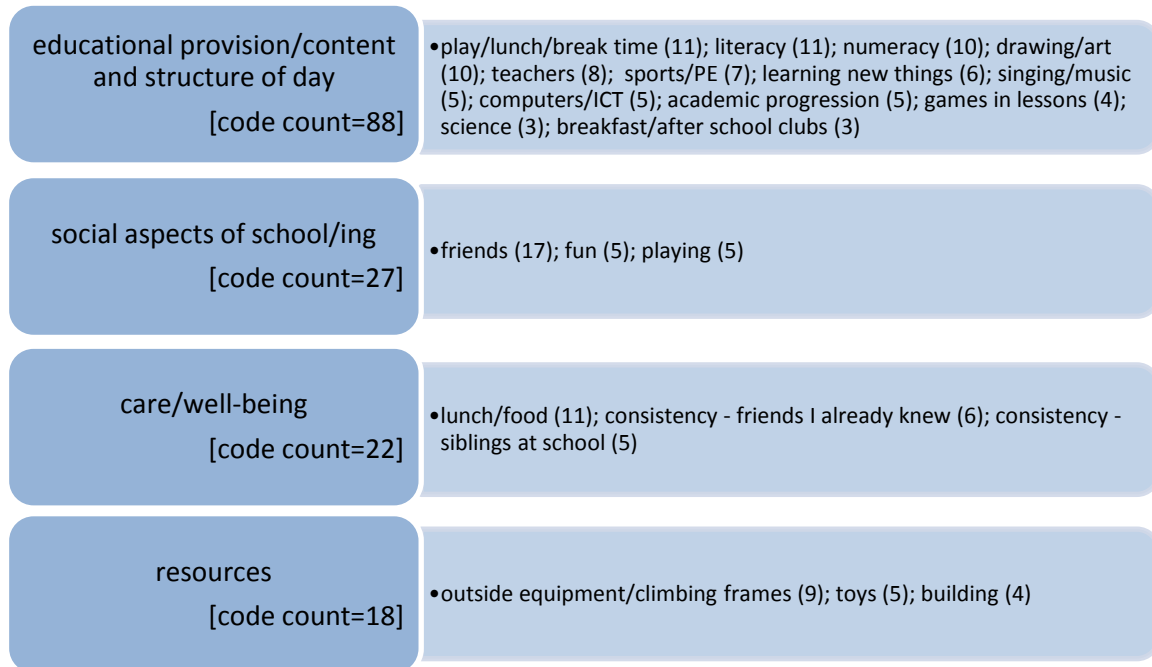 educational provision/content
and structure of day
[code count=88]
•play/lunch/break time (11); literacy (11); numeracy (10); drawing/art
(10); teachers (8);  sports/PE (7); learning new things (6); singing/music
(5); computers/ICT (5); academic progression (5); games in lessons (4);
science (3); breakfast/after school clubs (3)
social aspects of school/ing
[code count=27]
•friends (17); fun (5); playing (5)
care/well-being
[code count=22]
•lunch/food (11); consistency - friends I already knew (6); consistency -
siblings at school (5)
resources
[code count=18]
•outside equipment/climbing frames (9); toys (5); building (4)